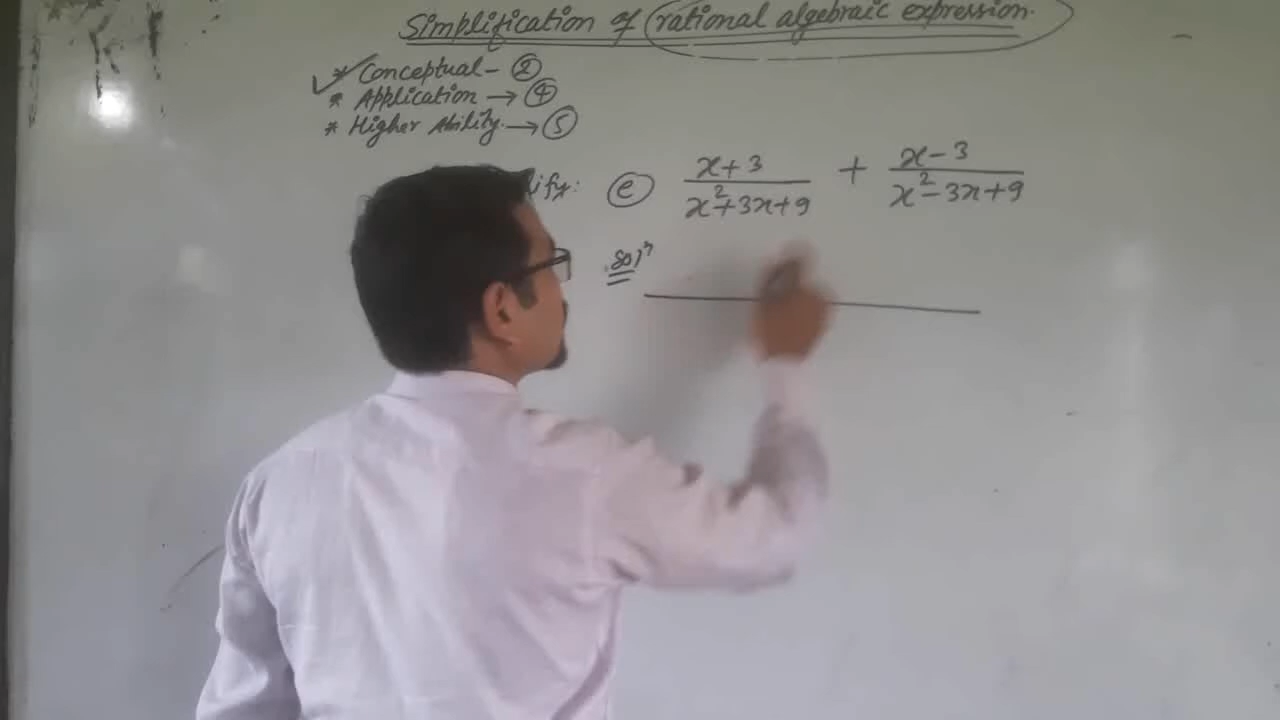 Simplification of rational algebraic expression.
* Conceptual - ②
* Application → ④
* Higher Ability. → ⑤
ify: ⓔ x+3 / x²+3x+9 + x-3 / x²-3x+9
Solⁿ